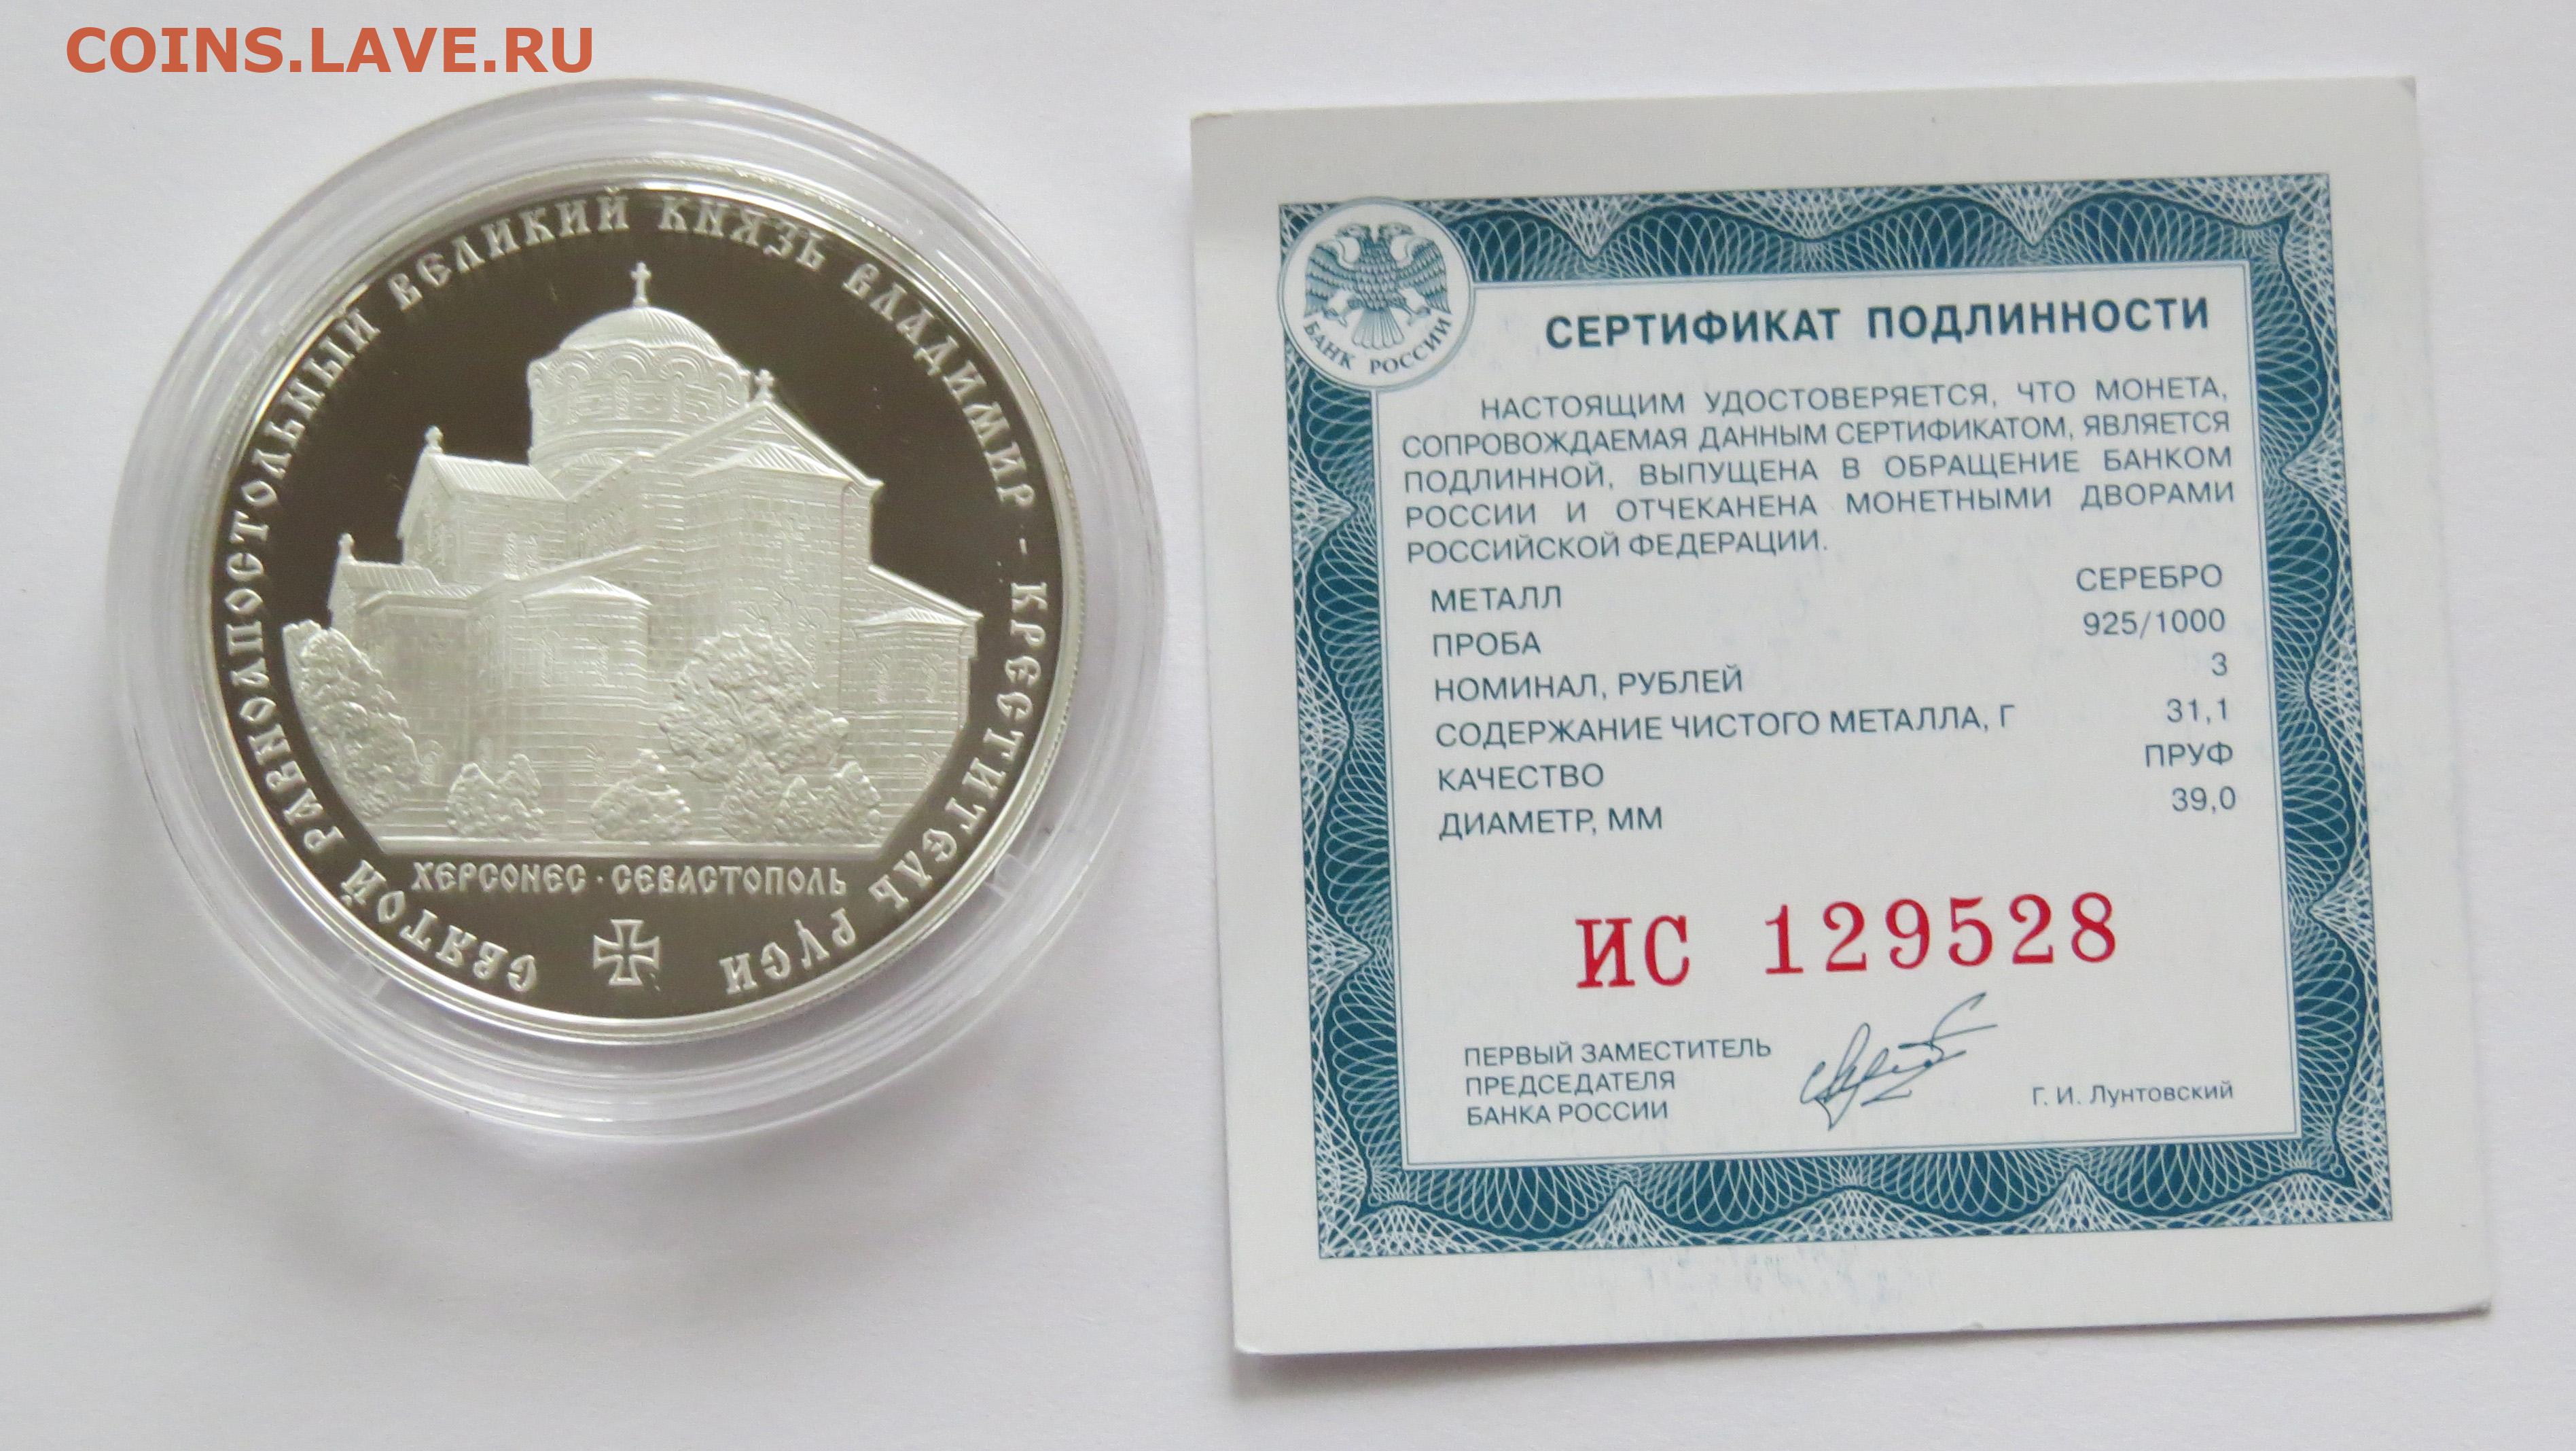 COINS.LAVE.RU
СВЯТОЙ РАВНОАПОСТОЛЬНЫЙ ВЕЛИКИЙ КНЯЗЬ ВЛАДИМИР - КРЕСТИТЕЛЬ РУСИ
ХЕРСОНЕС · СЕВАСТОПОЛЬ
БАНК РОССИИ
СЕРТИФИКАТ ПОДЛИННОСТИ
НАСТОЯЩИМ УДОСТОВЕРЯЕТСЯ, ЧТО МОНЕТА,
СОПРОВОЖДАЕМАЯ ДАННЫМ СЕРТИФИКАТОМ, ЯВЛЯЕТСЯ
ПОДЛИННОЙ, ВЫПУЩЕНА В ОБРАЩЕНИЕ БАНКОМ
РОССИИ И ОТЧЕКАНЕНА МОНЕТНЫМИ ДВОРАМИ
РОССИЙСКОЙ ФЕДЕРАЦИИ.
МЕТАЛЛ СЕРЕБРО
ПРОБА 925/1000
НОМИНАЛ, РУБЛЕЙ 3
СОДЕРЖАНИЕ ЧИСТОГО МЕТАЛЛА, Г 31,1
КАЧЕСТВО ПРУФ
ДИАМЕТР, ММ 39,0
ИС 129528
ПЕРВЫЙ ЗАМЕСТИТЕЛЬ
ПРЕДСЕДАТЕЛЯ
БАНКА РОССИИ
Г. И. Лунтовский